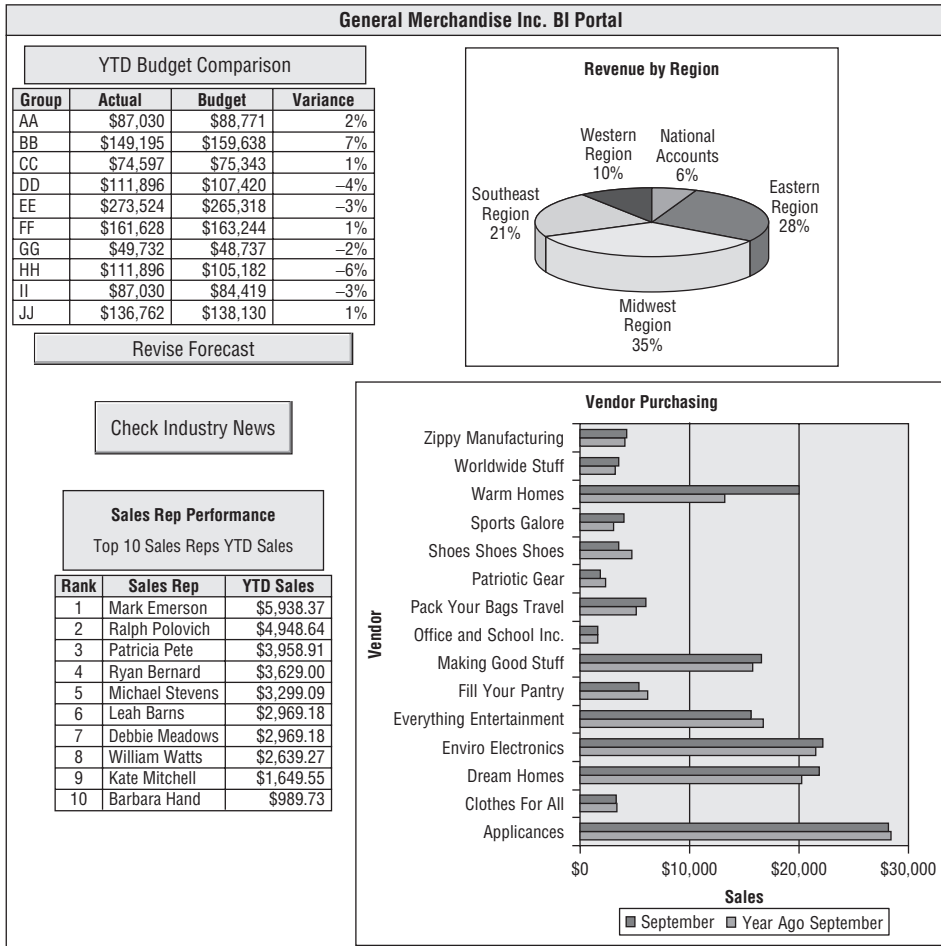 General Merchandise Inc. BI Portal
YTD Budget Comparison
Group Actual Budget Variance
AA $87,030 $88,771 2%
BB $149,195 $159,638 7%
CC $74,597 $75,343 1%
DD $111,896 $107,420 –4%
EE $273,524 $265,318 –3%
FF $161,628 $163,244 1%
GG $49,732 $48,737 –2%
HH $111,896 $105,182 –6%
II $87,030 $84,419 –3%
JJ $136,762 $138,130 1%
Revise Forecast
Revenue by Region
Western
Region
10%
National
Accounts
6%
Eastern
Region
28%
Southeast
Region
21%
Midwest
Region
35%
Check Industry News
Sales Rep Performance
Top 10 Sales Reps YTD Sales
Rank Sales Rep YTD Sales
1 Mark Emerson $5,938.37
2 Ralph Polovich $4,948.64
3 Patricia Pete $3,958.91
4 Ryan Bernard $3,629.00
5 Michael Stevens $3,299.09
6 Leah Barns $2,969.18
7 Debbie Meadows $2,969.18
8 William Watts $2,639.27
9 Kate Mitchell $1,649.55
10 Barbara Hand $989.73
Vendor Purchasing
Vendor
Zippy Manufacturing
Worldwide Stuff
Warm Homes
Sports Galore
Shoes Shoes Shoes
Patriotic Gear
Pack Your Bags Travel
Office and School Inc.
Making Good Stuff
Fill Your Pantry
Everything Entertainment
Enviro Electronics
Dream Homes
Clothes For All
Applicances
$0 $10,000 $20,000 $30,000
Sales
September Year Ago September